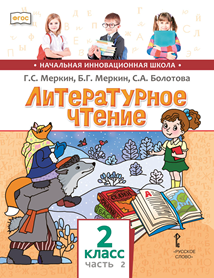 ФГОС
НАЧАЛЬНАЯ ИННОВАЦИОННАЯ ШКОЛА
Г.С. Меркин, Б.Г. Меркин, С.А. Болотова
ЛИТЕРАТУРНОЕ
ЧТЕНИЕ
2
КЛАСС
ЧАСТЬ 2
«РУССКОЕ
СЛОВО»